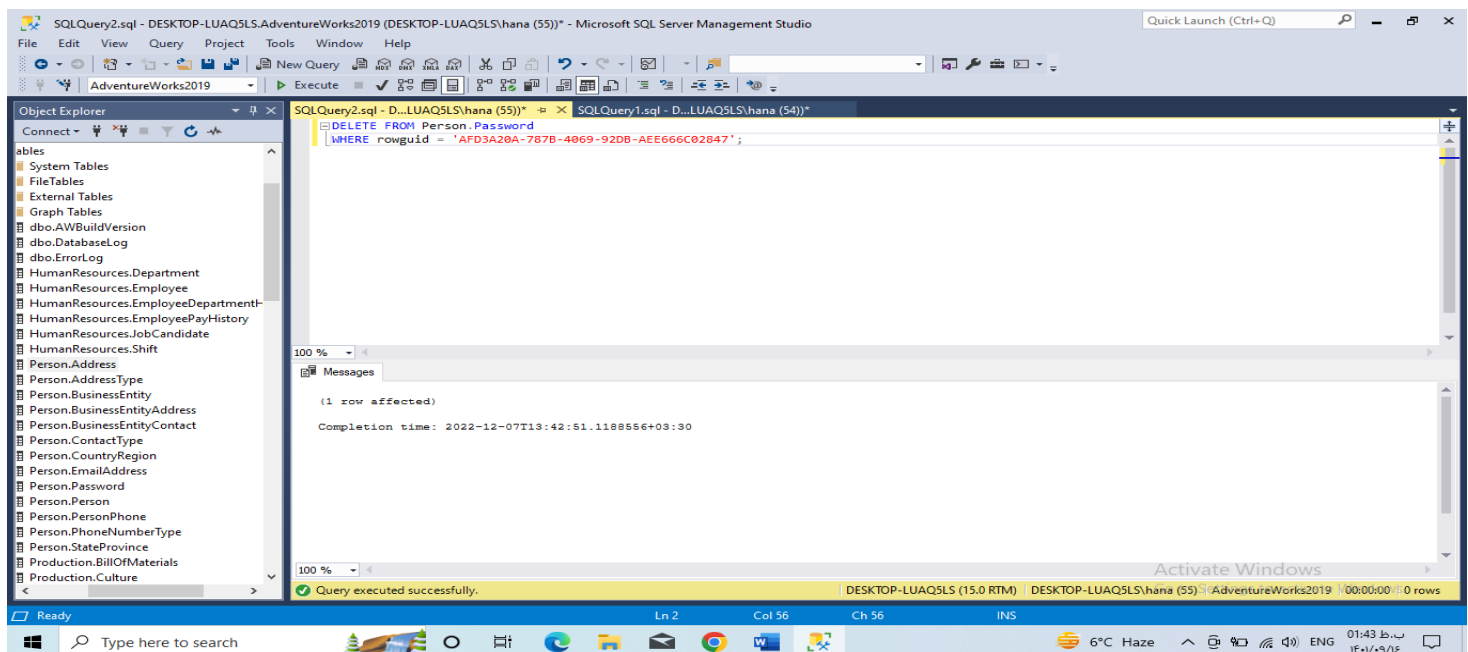 SQLQuery2.sql - DESKTOP-LUAQ5LS.AdventureWorks2019 (DESKTOP-LUAQ5LS\hana (55))* - Microsoft SQL Server Management Studio
Quick Launch (Ctrl+Q)
File Edit View Query Project Tools Window Help
New Query MDX DMX XMLA DAX
AdventureWorks2019 Execute
Object Explorer
SQLQuery2.sql - D...LUAQ5LS\hana (55))* SQLQuery1.sql - D...LUAQ5LS\hana (54))*
Connect
DELETE FROM Person.Password
WHERE rowguid = 'AFD3A20A-787B-4069-92DB-AEE666C02847';
ables
System Tables
FileTables
External Tables
Graph Tables
dbo.AWBuildVersion
dbo.DatabaseLog
dbo.ErrorLog
HumanResources.Department
HumanResources.Employee
HumanResources.EmployeeDepartmentH
HumanResources.EmployeePayHistory
HumanResources.JobCandidate
HumanResources.Shift
Person.Address
Person.AddressType
Person.BusinessEntity
Person.BusinessEntityAddress
Person.BusinessEntityContact
Person.ContactType
Person.CountryRegion
Person.EmailAddress
Person.Password
Person.Person
Person.PersonPhone
Person.PhoneNumberType
Person.StateProvince
Production.BillOfMaterials
Production.Culture
100 %
Messages
(1 row affected)
Completion time: 2022-12-07T13:42:51.1188556+03:30
100 %
Activate Windows
Query executed successfully.
DESKTOP-LUAQ5LS (15.0 RTM) DESKTOP-LUAQ5LS\hana (55) AdventureWorks2019 00:00:00 0 rows
Ready Ln 2 Col 56 Ch 56 INS
Type here to search
6°C Haze ENG 01:43 ب.ظ
۱۴۰۱/۰۹/۱۶